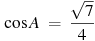 cosA = √7/4